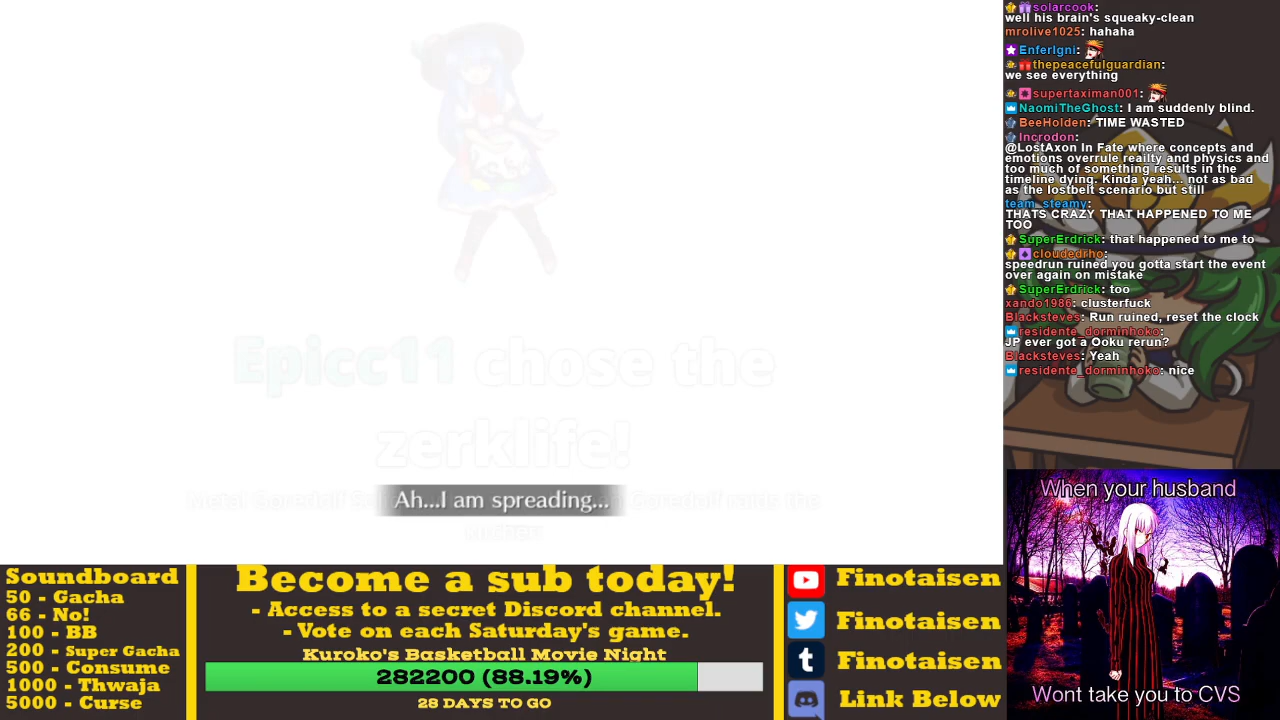 Epicc11 chose the
zerklife!
Ah...I am spreading...
raids the
Soundboard
50 - Gacha
66 - No!
100 - BB
200 - Super Gacha
500 - Consume
1000 - Thwaja
5000 - Curse
Become a sub today!
- Access to a secret Discord channel.
- Vote on each Saturday's game.
Kuroko's Basketball Movie Night
282200 (88.19%)
28 DAYS TO GO
Finotaisen
Finotaisen
Finotaisen
Link Below
solarcook:
well his brain's squeaky-clean
mrolive1025: hahaha
EnferIgni:
thepeacefulguardian:
we see everything
supertaximan001:
NaomiTheGhost: I am suddenly blind.
BeeHolden: TIME WASTED
Incrodon:
@LostAxon In Fate where concepts and
emotions overrule reailty and physics and
too much of something results in the
timeline dying. Kinda yeah... not as bad
as the lostbelt scenario but still
team_steamy:
THATS CRAZY THAT HAPPENED TO ME
TOO
SuperErdrick: that happened to me to
cloudedrho:
speedrun ruined you gotta start the event
over again on mistake
SuperErdrick: too
xando1986: clusterfuck
Blacksteves: Run ruined, reset the clock
residente_dorminhoko:
JP ever got a Ooku rerun?
Blacksteves: Yeah
residente_dorminhoko: nice
When your husband
Wont take you to CVS